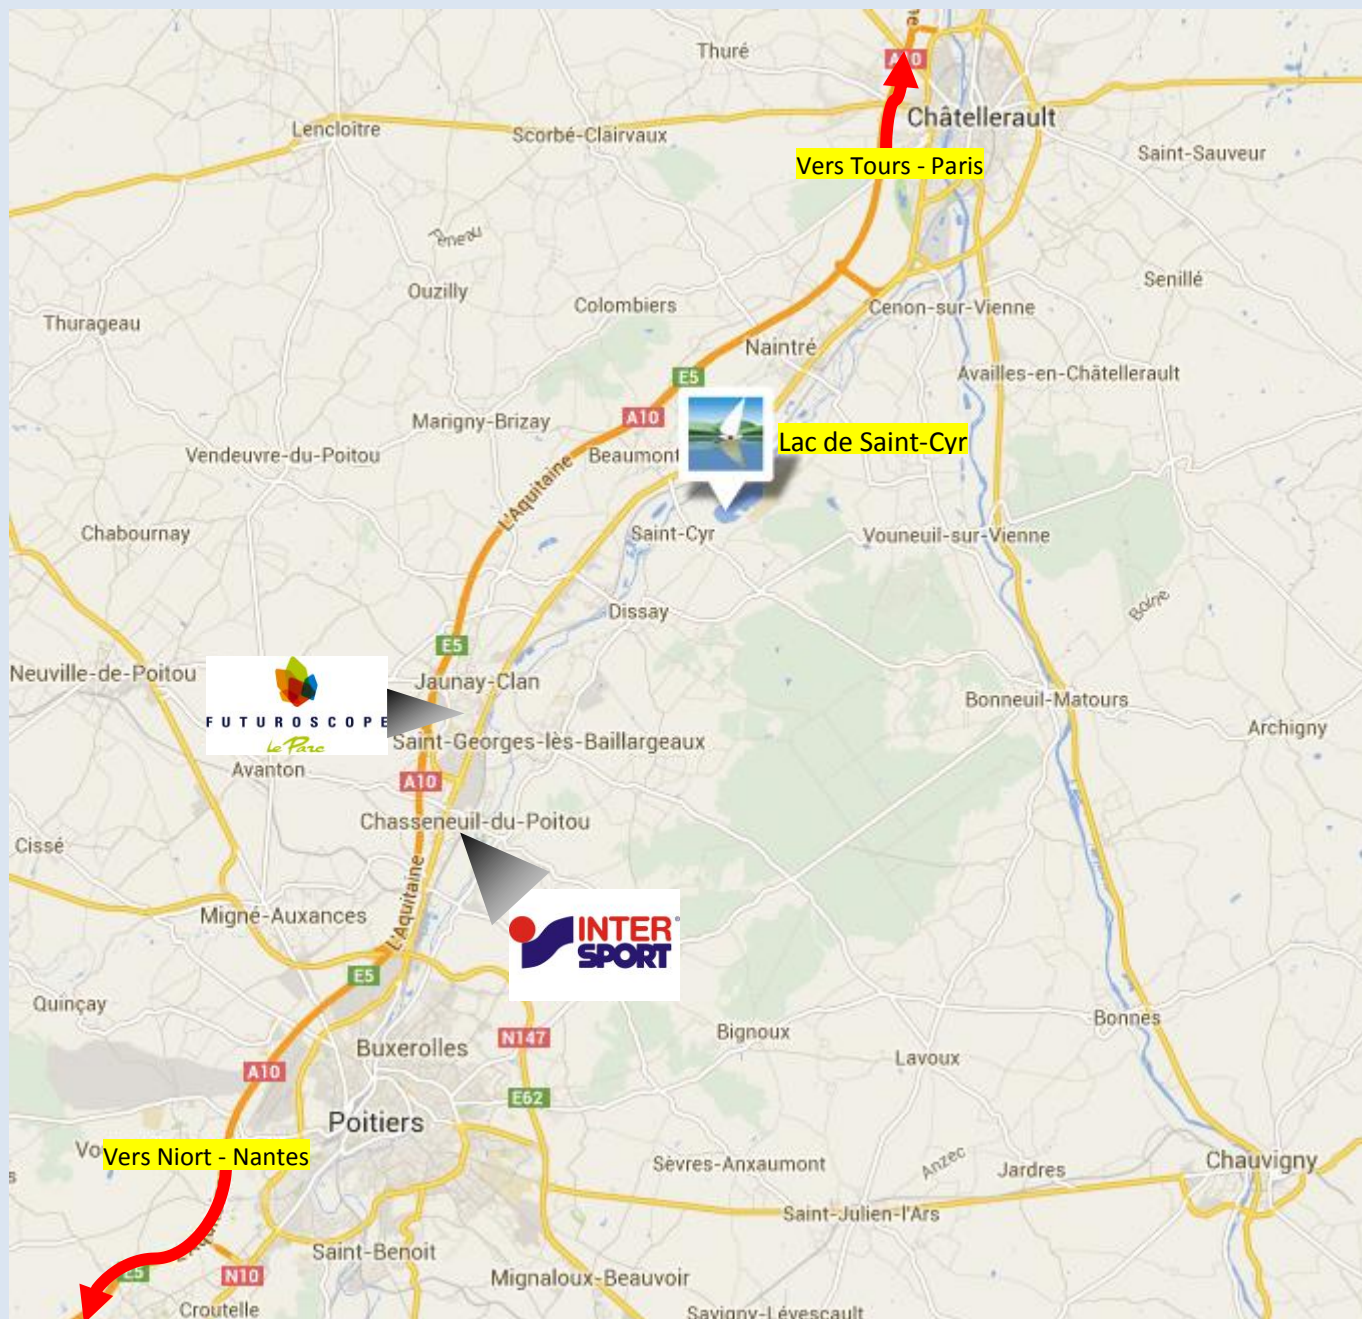 Thuré
A10
Châtellerault
Lencloître
Scorbé-Clairvaux
Vers Tours - Paris
Saint-Sauveur
Ouzilly
Senillé
Colombiers
Cenon-sur-Vienne
Thurageau
Naintré
E5
Availles-en-Châtellerault
A10
Marigny-Brizay
Lac de Saint-Cyr
Vendeuvre-du-Poitou
Beaumont
L'Aquitaine
Chabournay
Saint-Cyr
Vouneuil-sur-Vienne
Dissay
E5
Neuville-de-Poitou
Jaunay-Clan
Bonneuil-Matours
FUTUROSCOPE
Le Parc
Archigny
Saint-Georges-lès-Baillargeaux
Avanton
A10
Chasseneuil-du-Poitou
Cissé
L'Aquitaine
Migné-Auxances
INTER
SPORT
E5
Quinçay
Bonnes
Bignoux
N147
Buxerolles
Lavoux
A10
E62
Poitiers
Vers Niort - Nantes
Sèvres-Anxaumont
Anzec
Jardres
Chauvigny
Saint-Julien-l'Ars
Saint-Benoit
E5
N10
Mignaloux-Beauvoir
Croutelle
Savigny-Lévescault